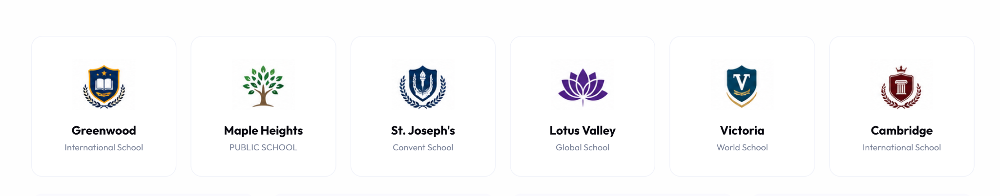 Greenwood
International School
Maple Heights
PUBLIC SCHOOL
St. Joseph's
Convent School
Lotus Valley
Global School
V
Victoria
World School
Cambridge
International School